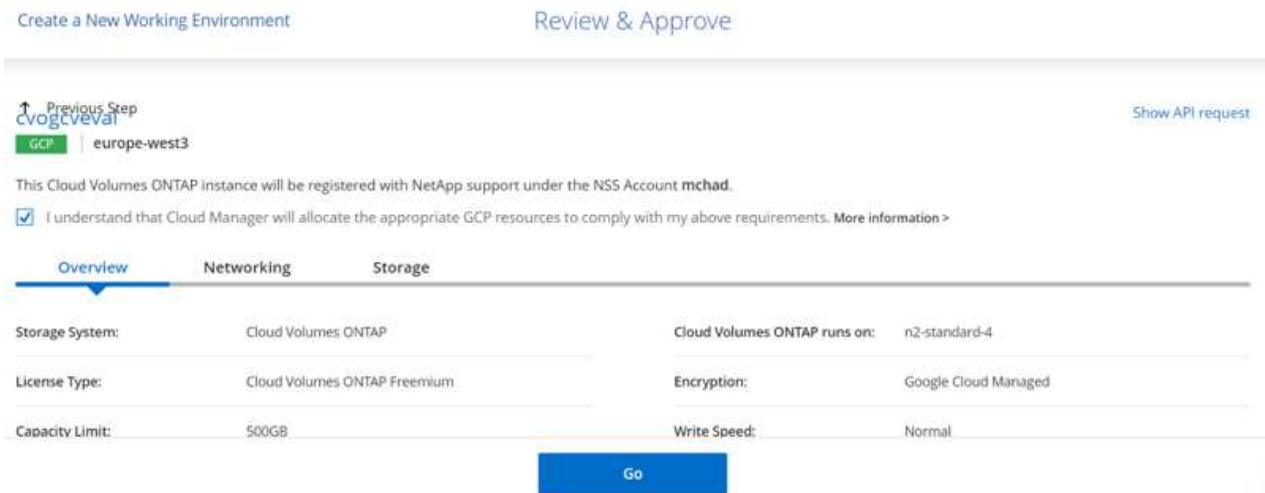 Create a New Working Environment Review & Approve
↑ Previous Step
cvogcveval Show API request
GCP europe-west3
This Cloud Volumes ONTAP instance will be registered with NetApp support under the NSS Account mchad.
I understand that Cloud Manager will allocate the appropriate GCP resources to comply with my above requirements. More information >
Overview Networking Storage
Storage System: Cloud Volumes ONTAP Cloud Volumes ONTAP runs on: n2-standard-4
License Type: Cloud Volumes ONTAP Freemium Encryption: Google Cloud Managed
Capacity Limit: 500GB Write Speed: Normal
Go